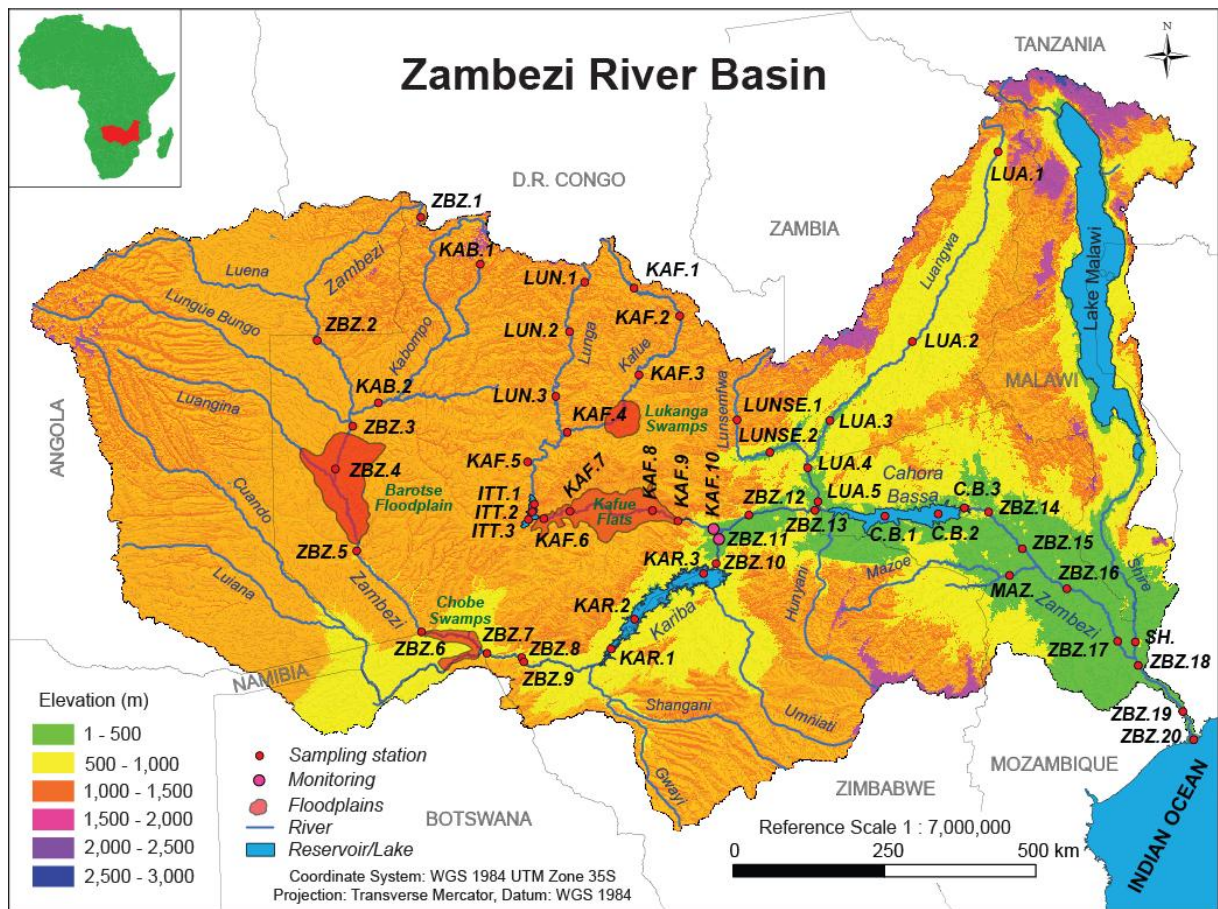 TANZANIA
N
Zambezi River Basin
D.R. CONGO
ZBZ.1
LUA.1
ZAMBIA
KAB.1
Luena
Zambezi
LUN.1
KAF.1
Luangwa
Lake Malawi
Lungúe Bungo
KAF.2
ZBZ.2
LUN.2
Lunga
Kafue
Kabompo
LUA.2
KAF.3
MALAWI
KAB.2
LUN.3
Luangina
Lunsemfwa
LUNSE.1
ANGOLA
KAF.4
Lukanga
Swamps
LUA.3
ZBZ.3
LUNSE.2
KAF.5
KAF.7
KAF.8
KAF.9
KAF.10
ZBZ.4
LUA.4
Cahora
Bassa
Barotse
Floodplain
Cuando
ITT.1
ITT.2
ITT.3
Kafue
Flats
ZBZ.12
LUA.5
C.B.3
ZBZ.14
ZBZ.13
KAF.6
C.B.1
C.B.2
ZBZ.11
ZBZ.5
ZBZ.15
ZBZ.10
KAR.3
Mazoe
Shire
Luiana
MAZ.
ZBZ.16
Zambezi
Hunyani
Chobe
Swamps
KAR.2
Kariba
Zambezi
ZBZ.7
ZBZ.6
ZBZ.8
ZBZ.17
SH.
KAR.1
ZBZ.9
ZBZ.18
NAMIBIA
Elevation (m)
1 - 500
500 - 1,000
1,000 - 1,500
1,500 - 2,000
2,000 - 2,500
2,500 - 3,000
Shangani
Umñiati
ZBZ.19
ZBZ.20
Gwayi
Sampling station
Monitoring
Floodplains
River
Reservoir/Lake
MOZAMBIQUE
ZIMBABWE
BOTSWANA
INDIAN OCEAN
Reference Scale 1 : 7,000,000
0 250 500 km
Coordinate System: WGS 1984 UTM Zone 35S
Projection: Transverse Mercator, Datum: WGS 1984